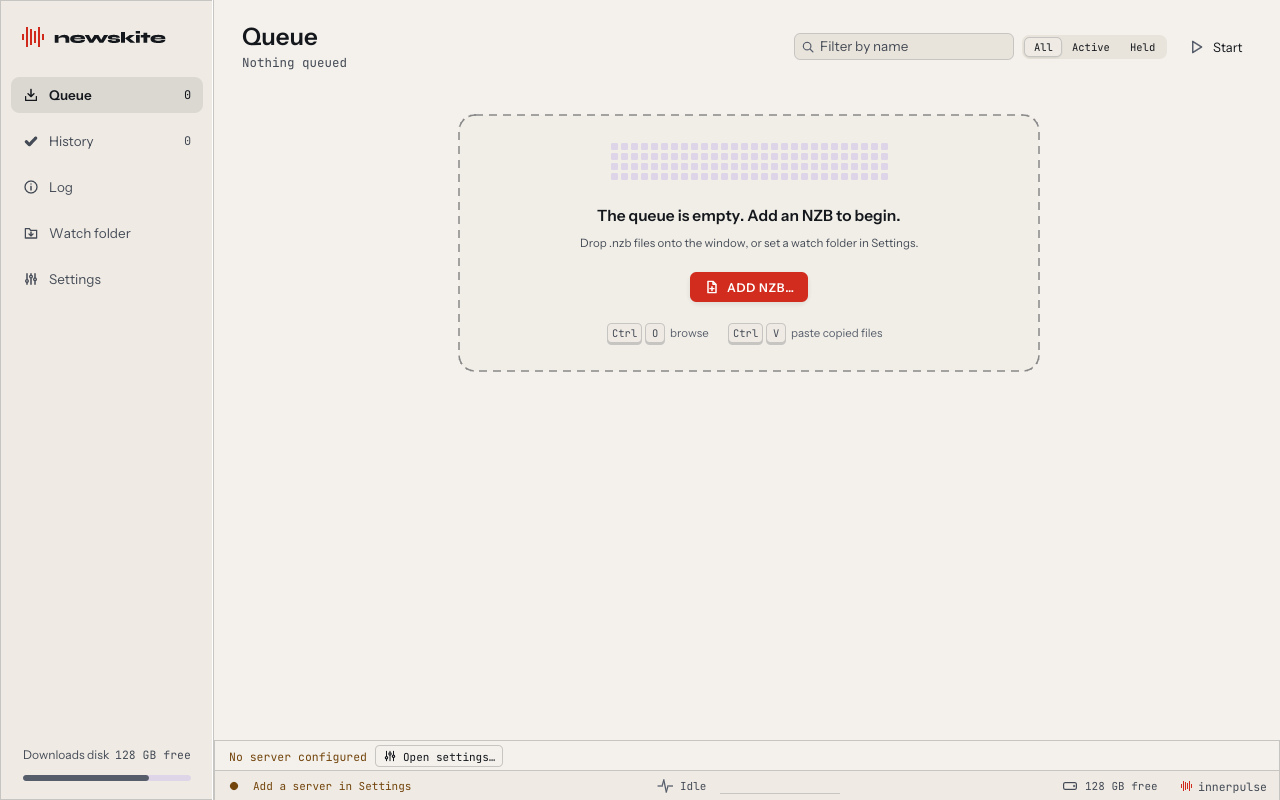 newskite
Queue 0
History 0
Log
Watch folder
Settings
Downloads disk 128 GB free
Queue
Nothing queued
Filter by name
All Active Held
Start
The queue is empty. Add an NZB to begin.
Drop .nzb files onto the window, or set a watch folder in Settings.
ADD NZB…
Ctrl O browse Ctrl V paste copied files
No server configured Open settings…
Add a server in Settings Idle 128 GB free innerpulse